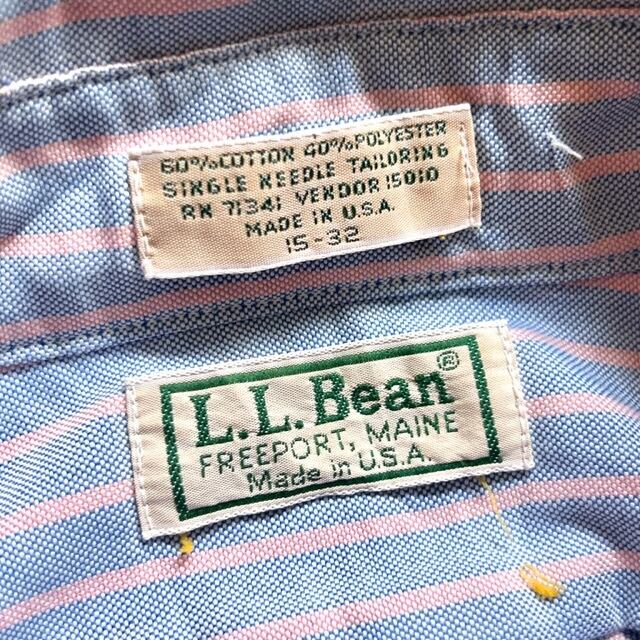 60% COTTON 40% POLYESTER
SINGLE NEEDLE TAILORING
RN 71341 VENDOR 15010
MADE IN U.S.A.
15-32
L.L.Bean®
FREEPORT, MAINE
Made in U.S.A.